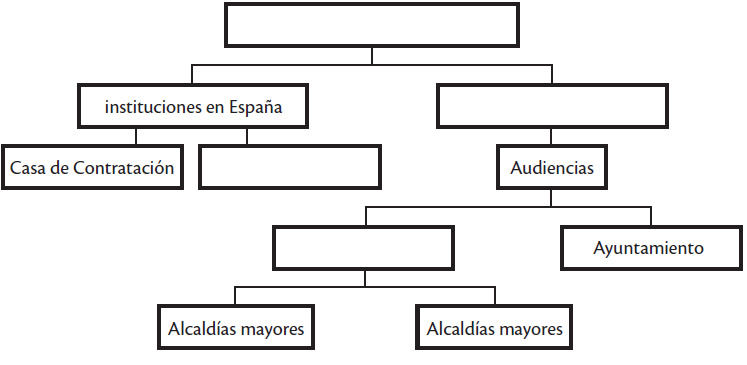 instituciones en España
Casa de Contratación
Audiencias
Ayuntamiento
Alcaldías mayores
Alcaldías mayores